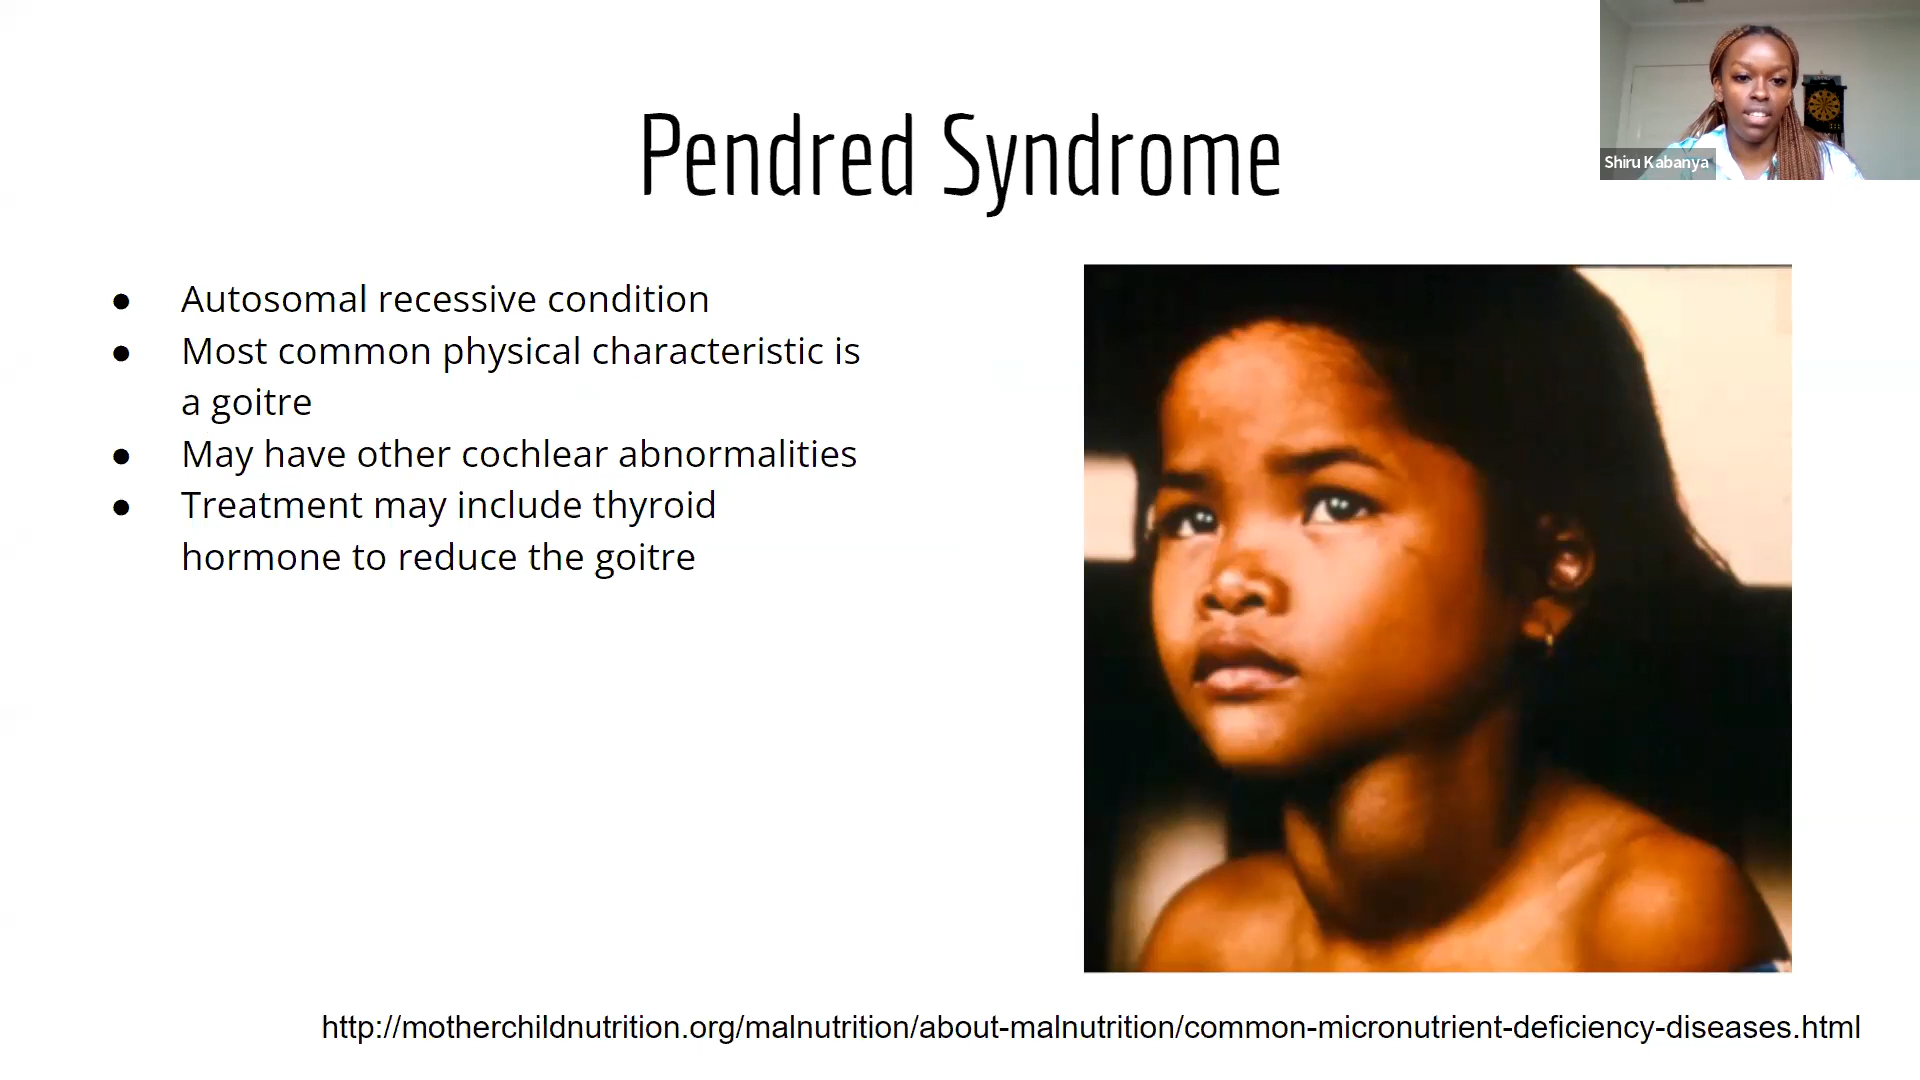 Shiru Kabanya
Pendred Syndrome
● Autosomal recessive condition
● Most common physical characteristic is
a goitre
● May have other cochlear abnormalities
● Treatment may include thyroid
hormone to reduce the goitre
http://motherchildnutrition.org/malnutrition/about-malnutrition/common-micronutrient-deficiency-diseases.html